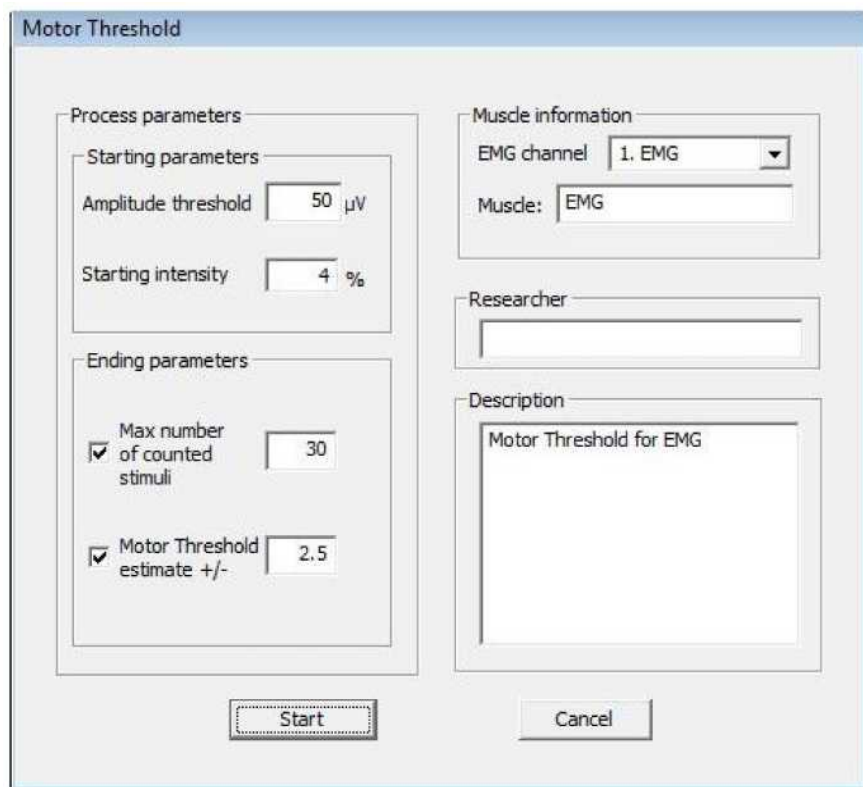 Motor Threshold
Process parameters
Starting parameters
Amplitude threshold 50 µV
Starting intensity 4 %
Ending parameters
Max number
of counted 30
stimuli
Motor Threshold 2.5
estimate +/-
Muscle information
EMG channel 1. EMG
Muscle: EMG
Researcher
Description
Motor Threshold for EMG
Start
Cancel